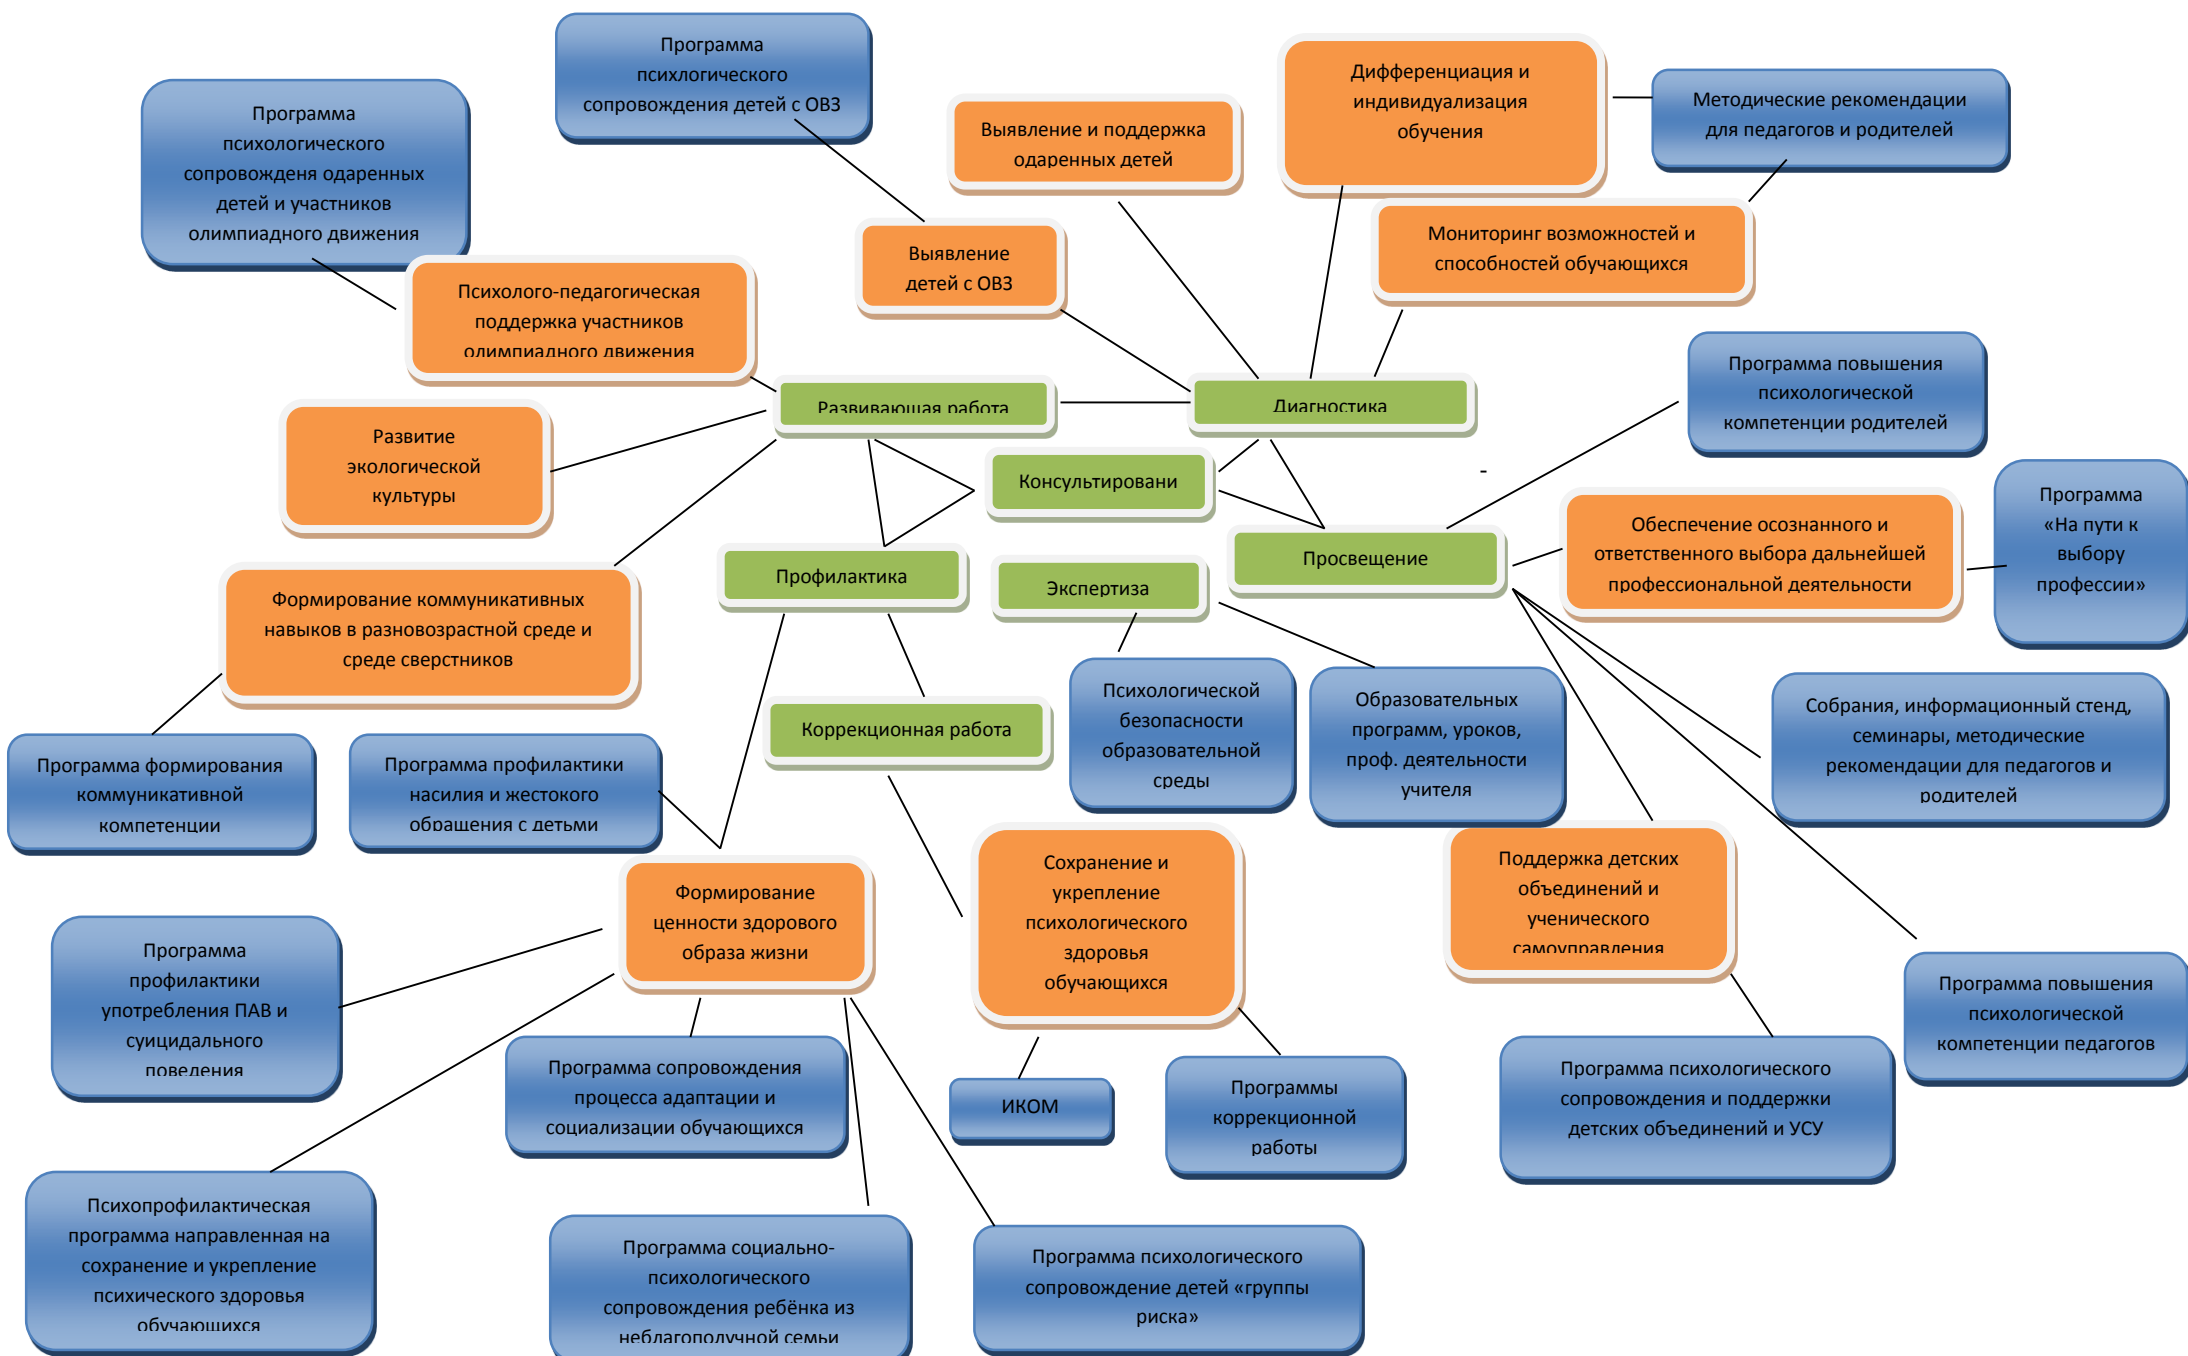 Программа
психлогического
сопровождения детей с ОВЗ
Дифференциация и
индивидуализация
обучения
Методические рекомендации
для педагогов и родителей
Программа
психологического
сопровожденя одаренных
детей и участников
олимпиадного движения
Выявление и поддержка
одаренных детей
Выявление
детей с ОВЗ
Мониторинг возможностей и
способностей обучающихся
Психолого-педагогическая
поддержка участников
олимпиадного движения
Программа повышения
психологической
компетенции родителей
Развивающая работа
Диагностика
Развитие
экологической
культуры
Консультировани
-
Программа
«На пути к
выбору
профессии»
Обеспечение осознанного и
ответственного выбора дальнейшей
профессиональной деятельности
Просвещение
Профилактика
Экспертиза
Формирование коммуникативных
навыков в разновозрастной среде и
среде сверстников
Психологической
безопасности
образовательной
среды
Образовательных
программ, уроков,
проф. деятельности
учителя
Собрания, информационный стенд,
семинары, методические
рекомендации для педагогов и
родителей
Коррекционная работа
Программа формирования
коммуникативной
компетенции
Программа профилактики
насилия и жестокого
обращения с детьми
Формирование
ценности здорового
образа жизни
Сохранение и
укрепление
психологического
здоровья
обучающихся
Поддержка детских
объединений и
ученического
самоуправления
Программа
профилактики
употребления ПАВ и
суицидального
поведения
Программа повышения
психологической
компетенции педагогов
Программа сопровождения
процесса адаптации и
социализации обучающихся
ИКОМ
Программы
коррекционной
работы
Программа психологического
сопровождения и поддержки
детских объединений и УСУ
Психопрофилактическая
программа направленная на
сохранение и укрепление
психического здоровья
обучающихся
Программа социально-
психологического
сопровождения ребёнка из
неблагополучной семьи
Программа психологического
сопровождение детей «группы
риска»